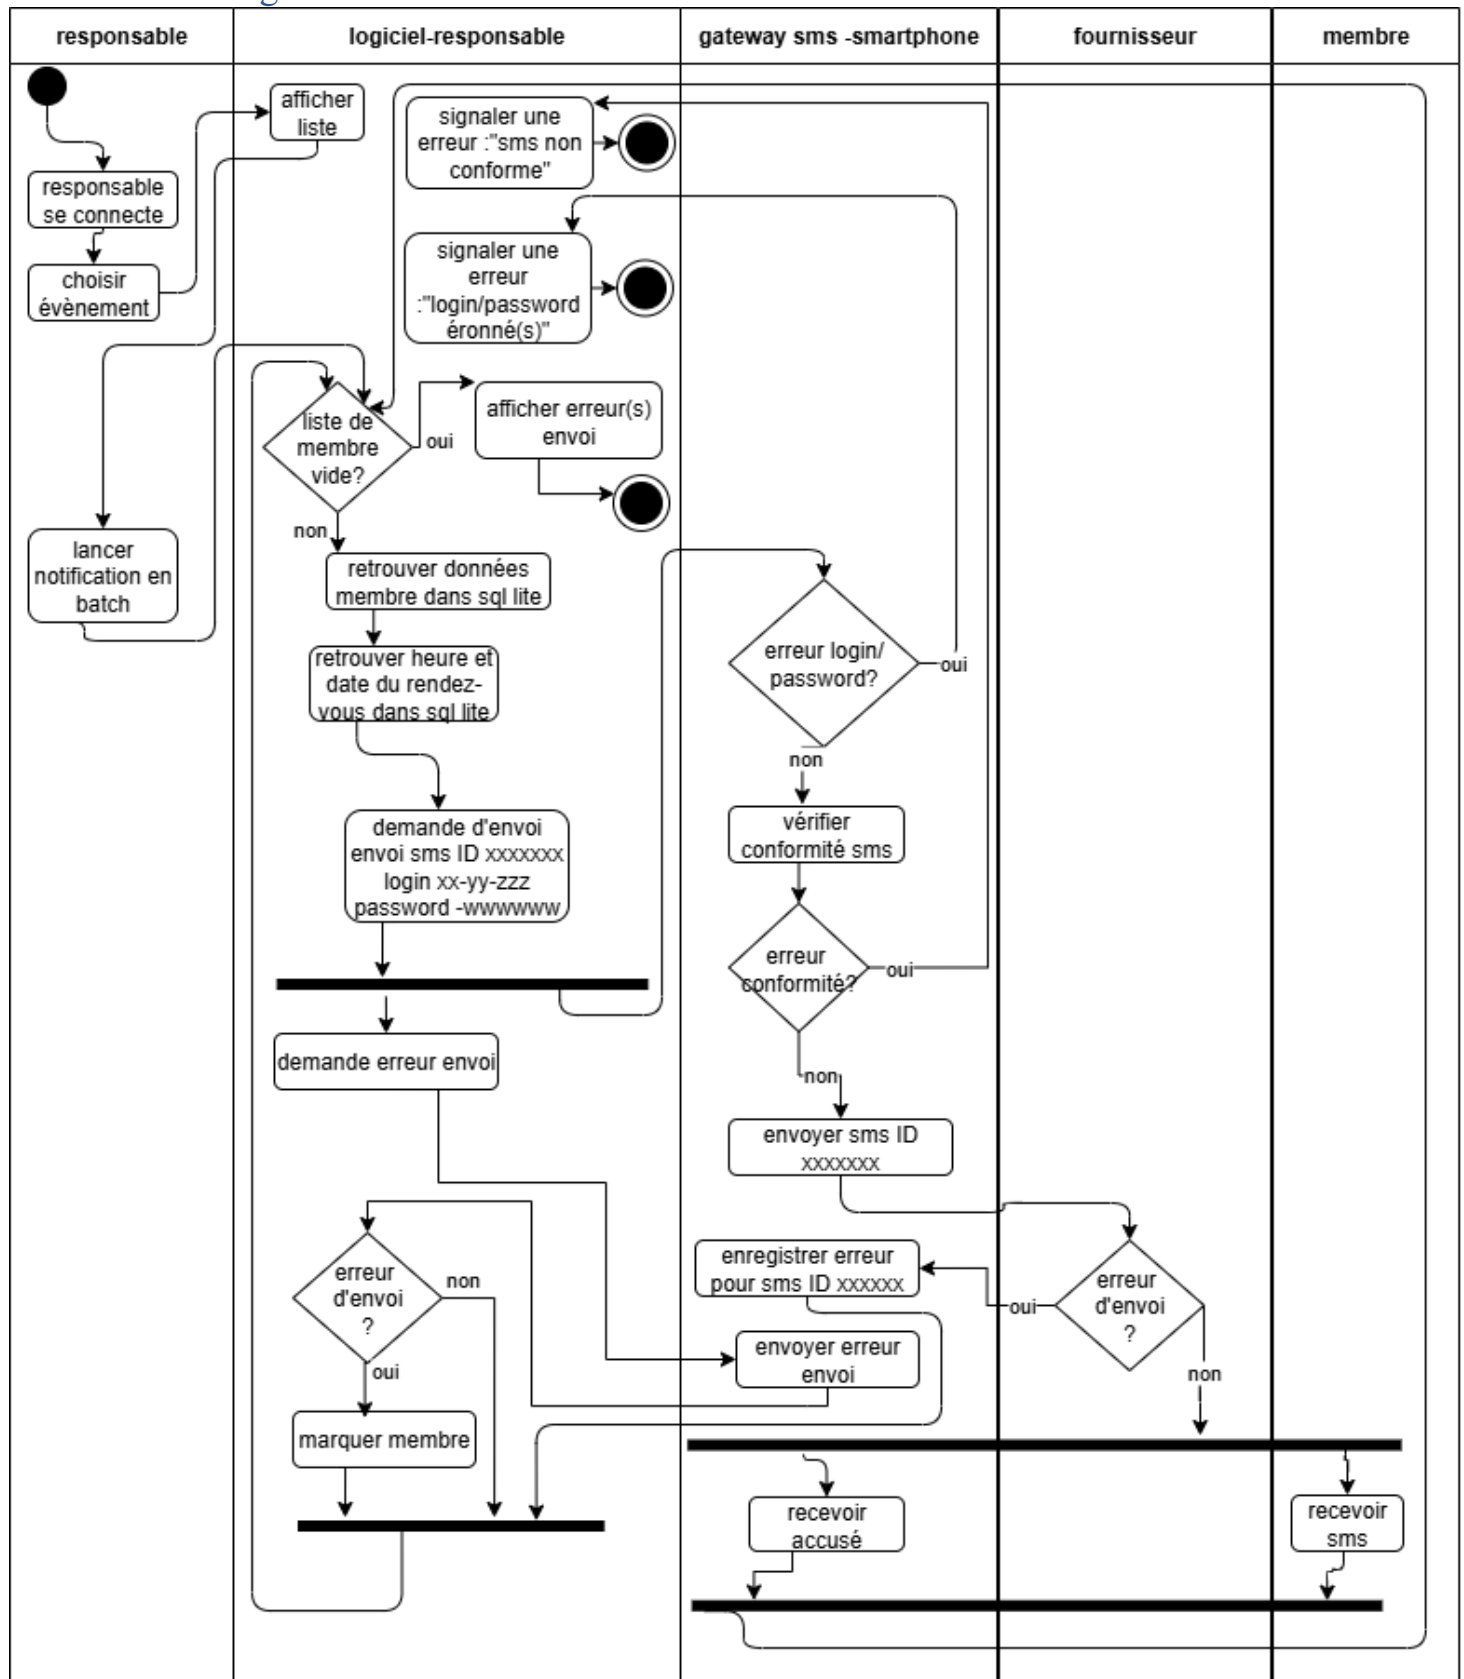 responsable
logiciel-responsable
gateway sms -smartphone
fournisseur
membre
afficher
liste
signaler une
erreur :"sms non
conforme"
responsable
se connecte
choisir
évènement
signaler une
erreur
:"login/password
éronné(s)"
liste de
membre
vide?
oui
afficher erreur(s)
envoi
non
lancer
notification en
batch
retrouver données
membre dans sql lite
retrouver heure et
date du rendez-
vous dans sql lite
erreur login/
password?
oui
non
demande d'envoi
envoi sms ID xxxxxxx
login xx-yy-zzz
password -wwwwww
vérifier
conformité sms
erreur
conformité?
oui
demande erreur envoi
non
envoyer sms ID
xxxxxxx
erreur
d'envoi
?
non
oui
enregistrer erreur
pour sms ID xxxxxx
erreur
d'envoi
?
oui
non
envoyer erreur
envoi
marquer membre
recevoir
accusé
recevoir
sms